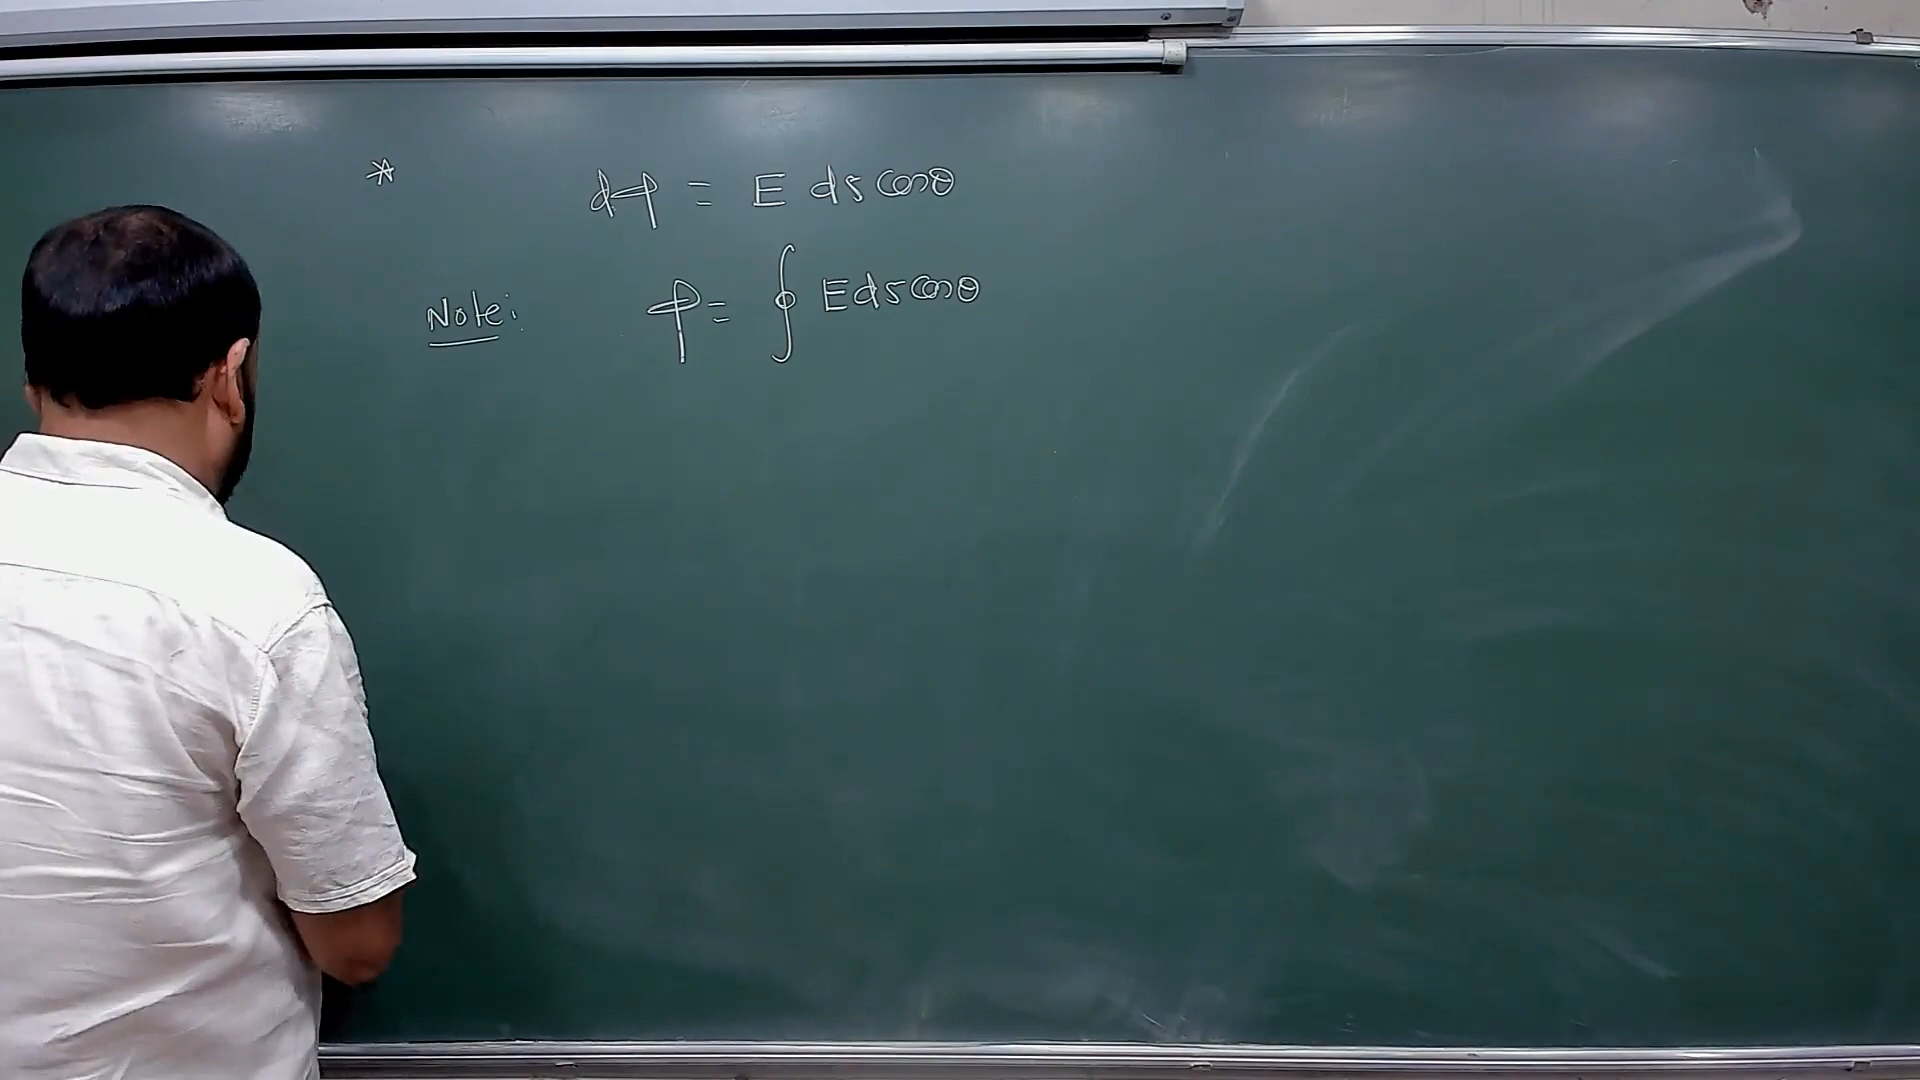 * dφ = E ds cosθ
Note: φ = ∮ E ds cosθ